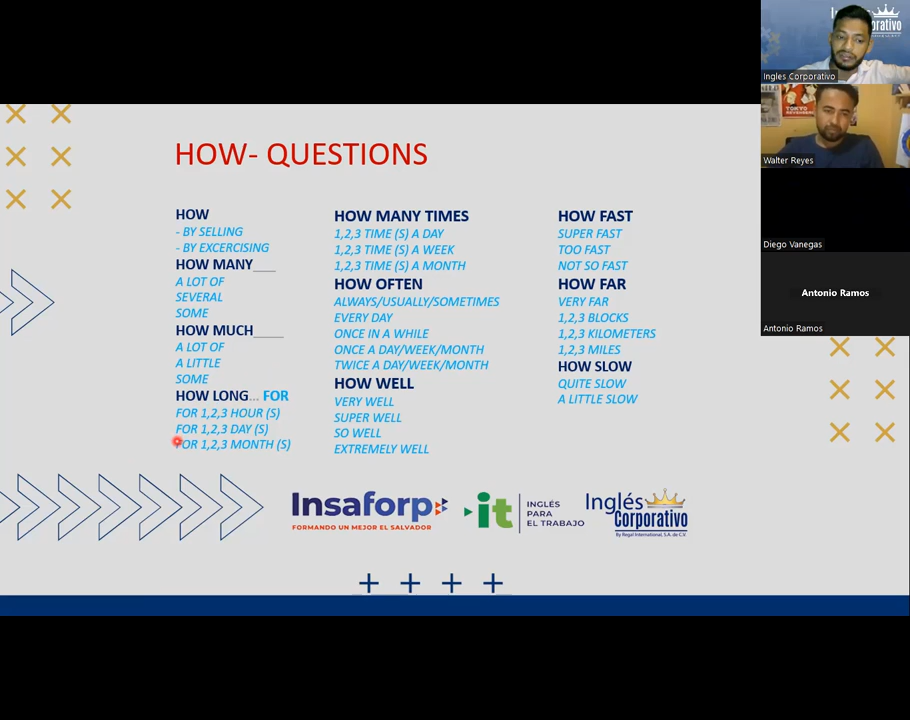 HOW- QUESTIONS
HOW
- BY SELLING
- BY EXCERCISING
HOW MANY___
A LOT OF
SEVERAL
SOME
HOW MUCH____
A LOT OF
A LITTLE
SOME
HOW LONG... FOR
FOR 1,2,3 HOUR (S)
FOR 1,2,3 DAY (S)
FOR 1,2,3 MONTH (S)
HOW MANY TIMES
1,2,3 TIME (S) A DAY
1,2,3 TIME (S) A WEEK
1,2,3 TIME (S) A MONTH
HOW OFTEN
ALWAYS/USUALLY/SOMETIMES
EVERY DAY
ONCE IN A WHILE
ONCE A DAY/WEEK/MONTH
TWICE A DAY/WEEK/MONTH
HOW WELL
VERY WELL
SUPER WELL
SO WELL
EXTREMELY WELL
HOW FAST
SUPER FAST
TOO FAST
NOT SO FAST
HOW FAR
VERY FAR
1,2,3 BLOCKS
1,2,3 KILOMETERS
1,2,3 MILES
HOW SLOW
QUITE SLOW
A LITTLE SLOW
Insaforp
FORMANDO UN MEJOR EL SALVADOR
it
INGLÉS
PARA
EL TRABAJO
Inglés
Corporativo
By Regal International, S.A. de C.V.
Ingles Corporativo
TOKYO
Walter Reyes
Diego Vanegas
Antonio Ramos
Antonio Ramos